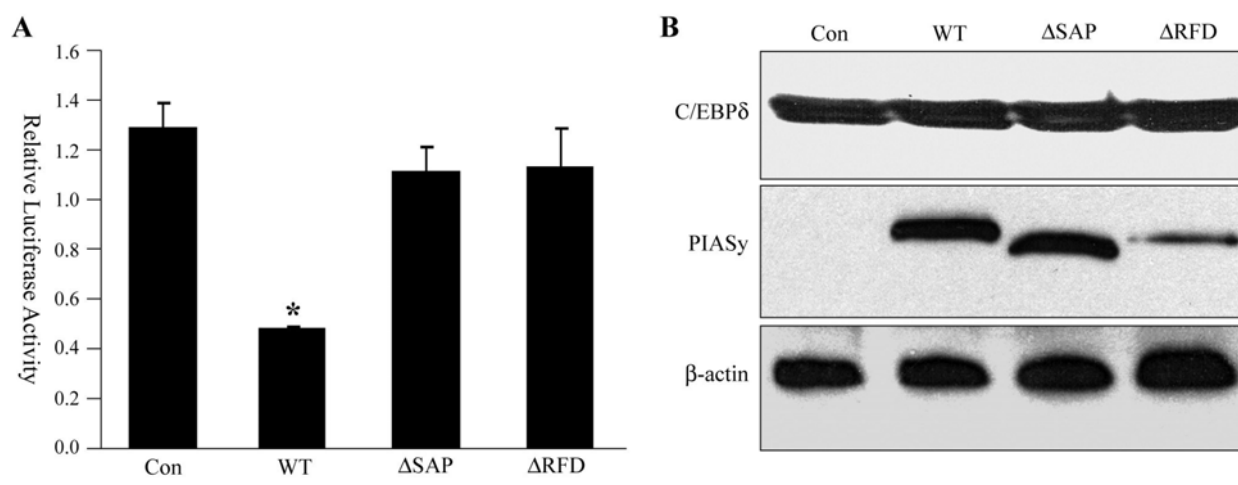 A
Relative Luciferase Activity
1.6
1.4
1.2
1.0
0.8
0.6
0.4
0.2
0.0
*
Con WT ΔSAP ΔRFD
B
Con WT ΔSAP ΔRFD
C/EBPδ
PIASy
β-actin